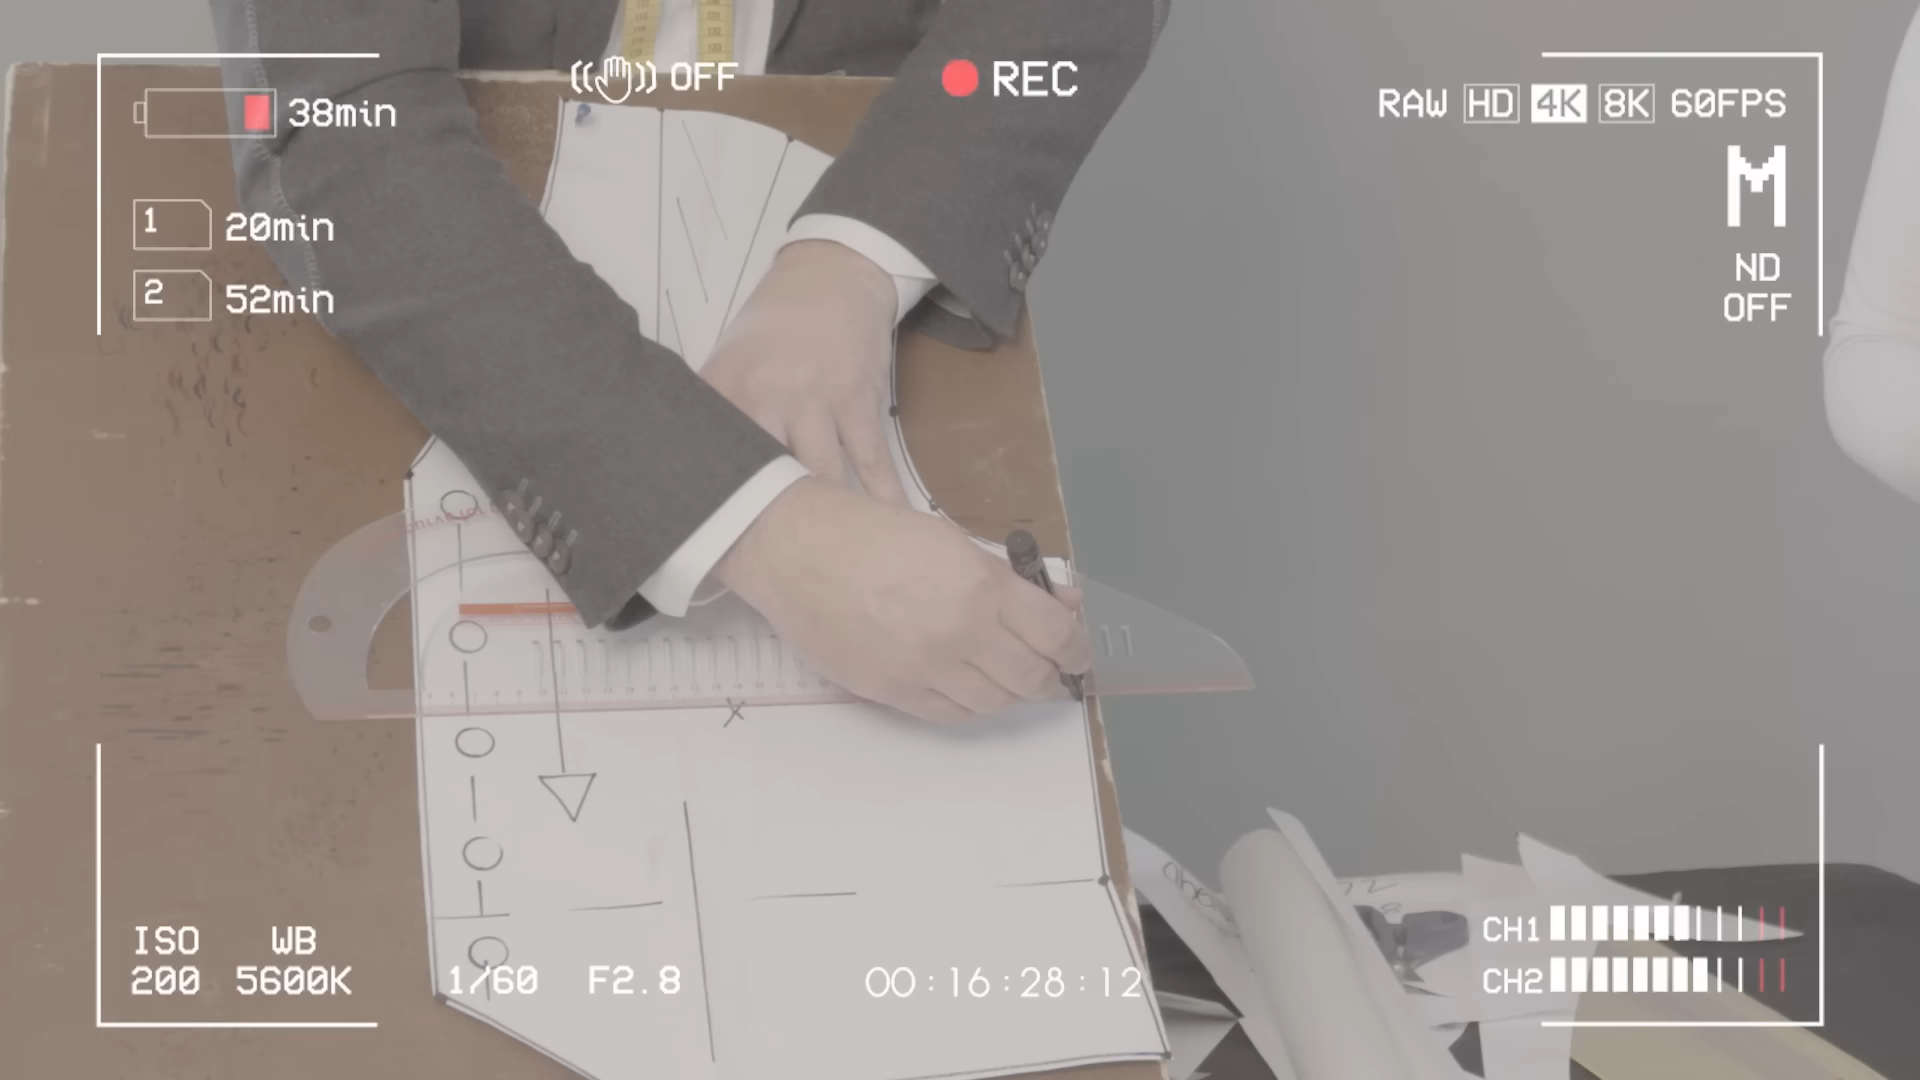 ((✋)) OFF
REC
38min
RAW HD 4K 8K 60FPS
M
1 20min
ND
OFF
2 52min
X
ISO
200
WB
5600K
1/60
F2.8
00:16:28:12
CH1
CH2